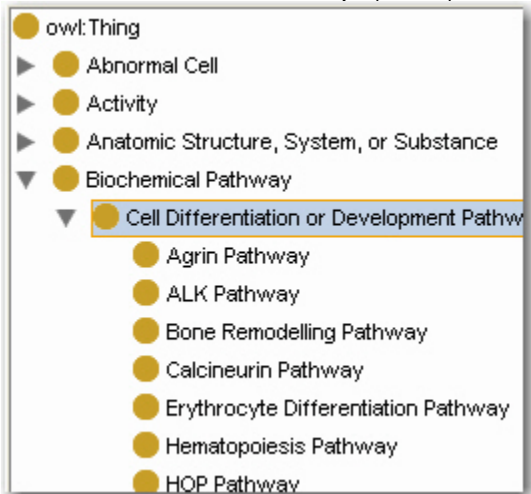 owl:Thing
Abnormal Cell
Activity
Anatomic Structure, System, or Substance
Biochemical Pathway
Cell Differentiation or Development Pathw
Agrin Pathway
ALK Pathway
Bone Remodelling Pathway
Calcineurin Pathway
Erythrocyte Differentiation Pathway
Hematopoiesis Pathway
HOP Pathway